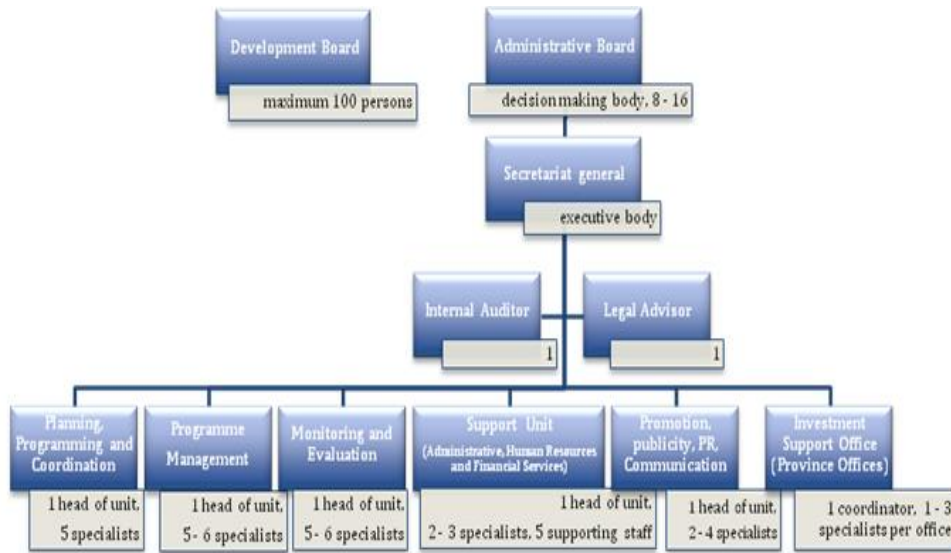 Development Board
maximum 100 persons
Administrative Board
decision making body, 8 - 16
Secretariat general
executive body
Internal Auditor
1
Legal Advisor
1
Planning,
Programming and
Coordination
1 head of unit,
5 specialists
Programme
Management
1 head of unit,
5 - 6 specialists
Monitoring and
Evaluation
1 head of unit,
5 - 6 specialists
Support Unit
(Administrative, Human Resources
and Financial Services)
1 head of unit,
2 - 3 specialists, 5 supporting staff
Promotion,
publicity, PR,
Communication
1 head of unit,
2 - 4 specialists
Investment
Support Office
(Province Offices)
1 coordinator, 1 - 3
specialists per office